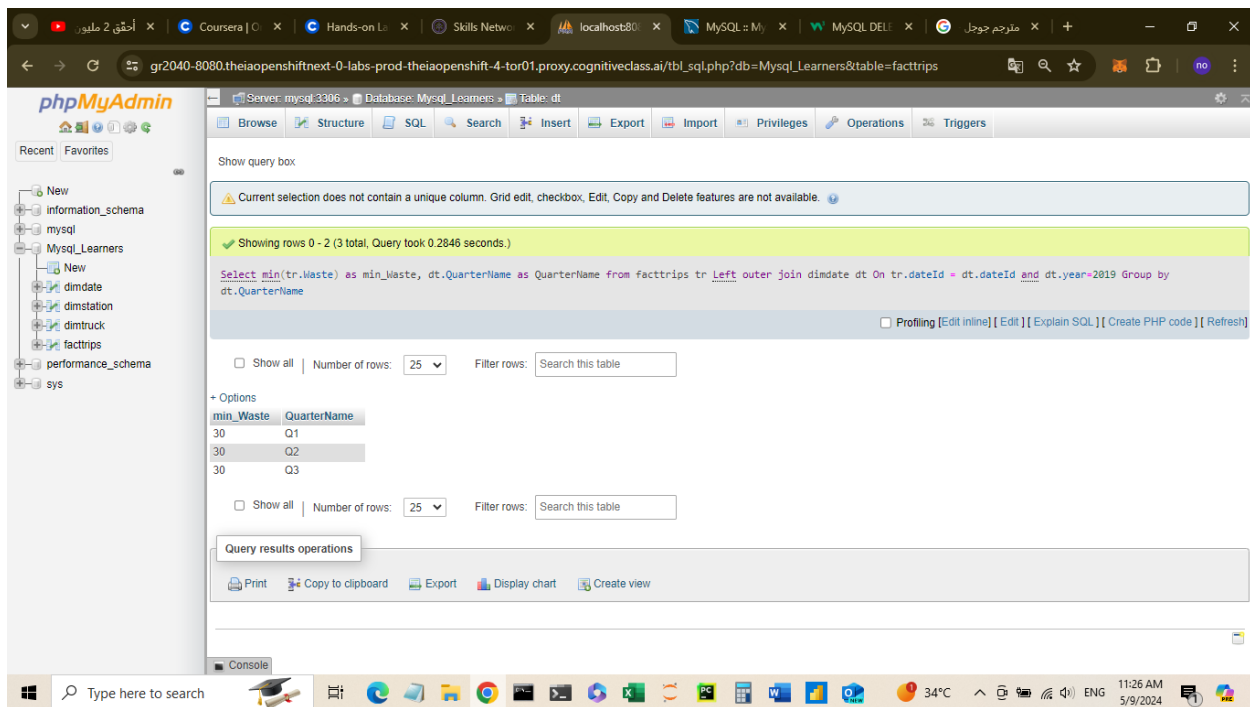 أحقّق 2 مليور
Coursera | O
Hands-on La
Skills Netwo
localhost:808
MySQL :: My
MySQL DELE
مترجم جوجل
gr2040-8080.theiaopenshiftnext-0-labs-prod-theiaopenshift-4-tor01.proxy.cognitiveclass.ai/tbl_sql.php?db=Mysql_Learners&table=facttrips
no
phpMyAdmin
Recent Favorites
New
information_schema
mysql
Mysql_Learners
New
dimdate
dimstation
dimtruck
facttrips
performance_schema
sys
Server: mysql:3306 » Database: Mysql_Learners » Table: dt
Browse Structure SQL Search Insert Export Import Privileges Operations Triggers
Show query box
Current selection does not contain a unique column. Grid edit, checkbox, Edit, Copy and Delete features are not available.
Showing rows 0 - 2 (3 total, Query took 0.2846 seconds.)
Select min(tr.Waste) as min_Waste, dt.QuarterName as QuarterName from facttrips tr Left outer join dimdate dt On tr.dateId = dt.dateId and dt.year=2019 Group by
dt.QuarterName
Profiling [Edit inline] [ Edit ] [ Explain SQL ] [ Create PHP code ] [ Refresh]
Show all | Number of rows: 25 Filter rows: Search this table
+ Options
min_Waste QuarterName
30 Q1
30 Q2
30 Q3
Show all | Number of rows: 25 Filter rows: Search this table
Query results operations
Print Copy to clipboard Export Display chart Create view
Console
Type here to search
34°C ENG 11:26 AM
5/9/2024